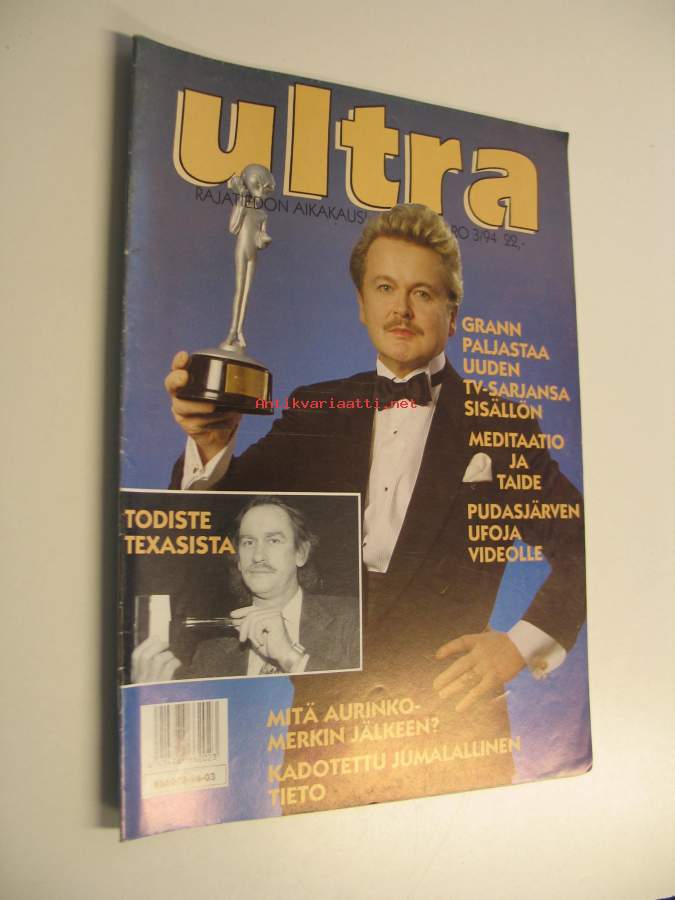 ultra
RAJATIEDON AIKAKAUSI
RO 3/94 22,-
GRANN
PALJASTAA
UUDEN
TV-SARJANSA
SISÄLLÖN
Antikvariaatti.net
MEDITAATIO
JA
TAIDE
PUDASJÄRVEN
UFOJA
VIDEOLLE
TODISTE
TEXASISTA
MITÄ AURINKO-
MERKIN JÄLKEEN?
KADOTETTU JUMALALLINEN
TIETO